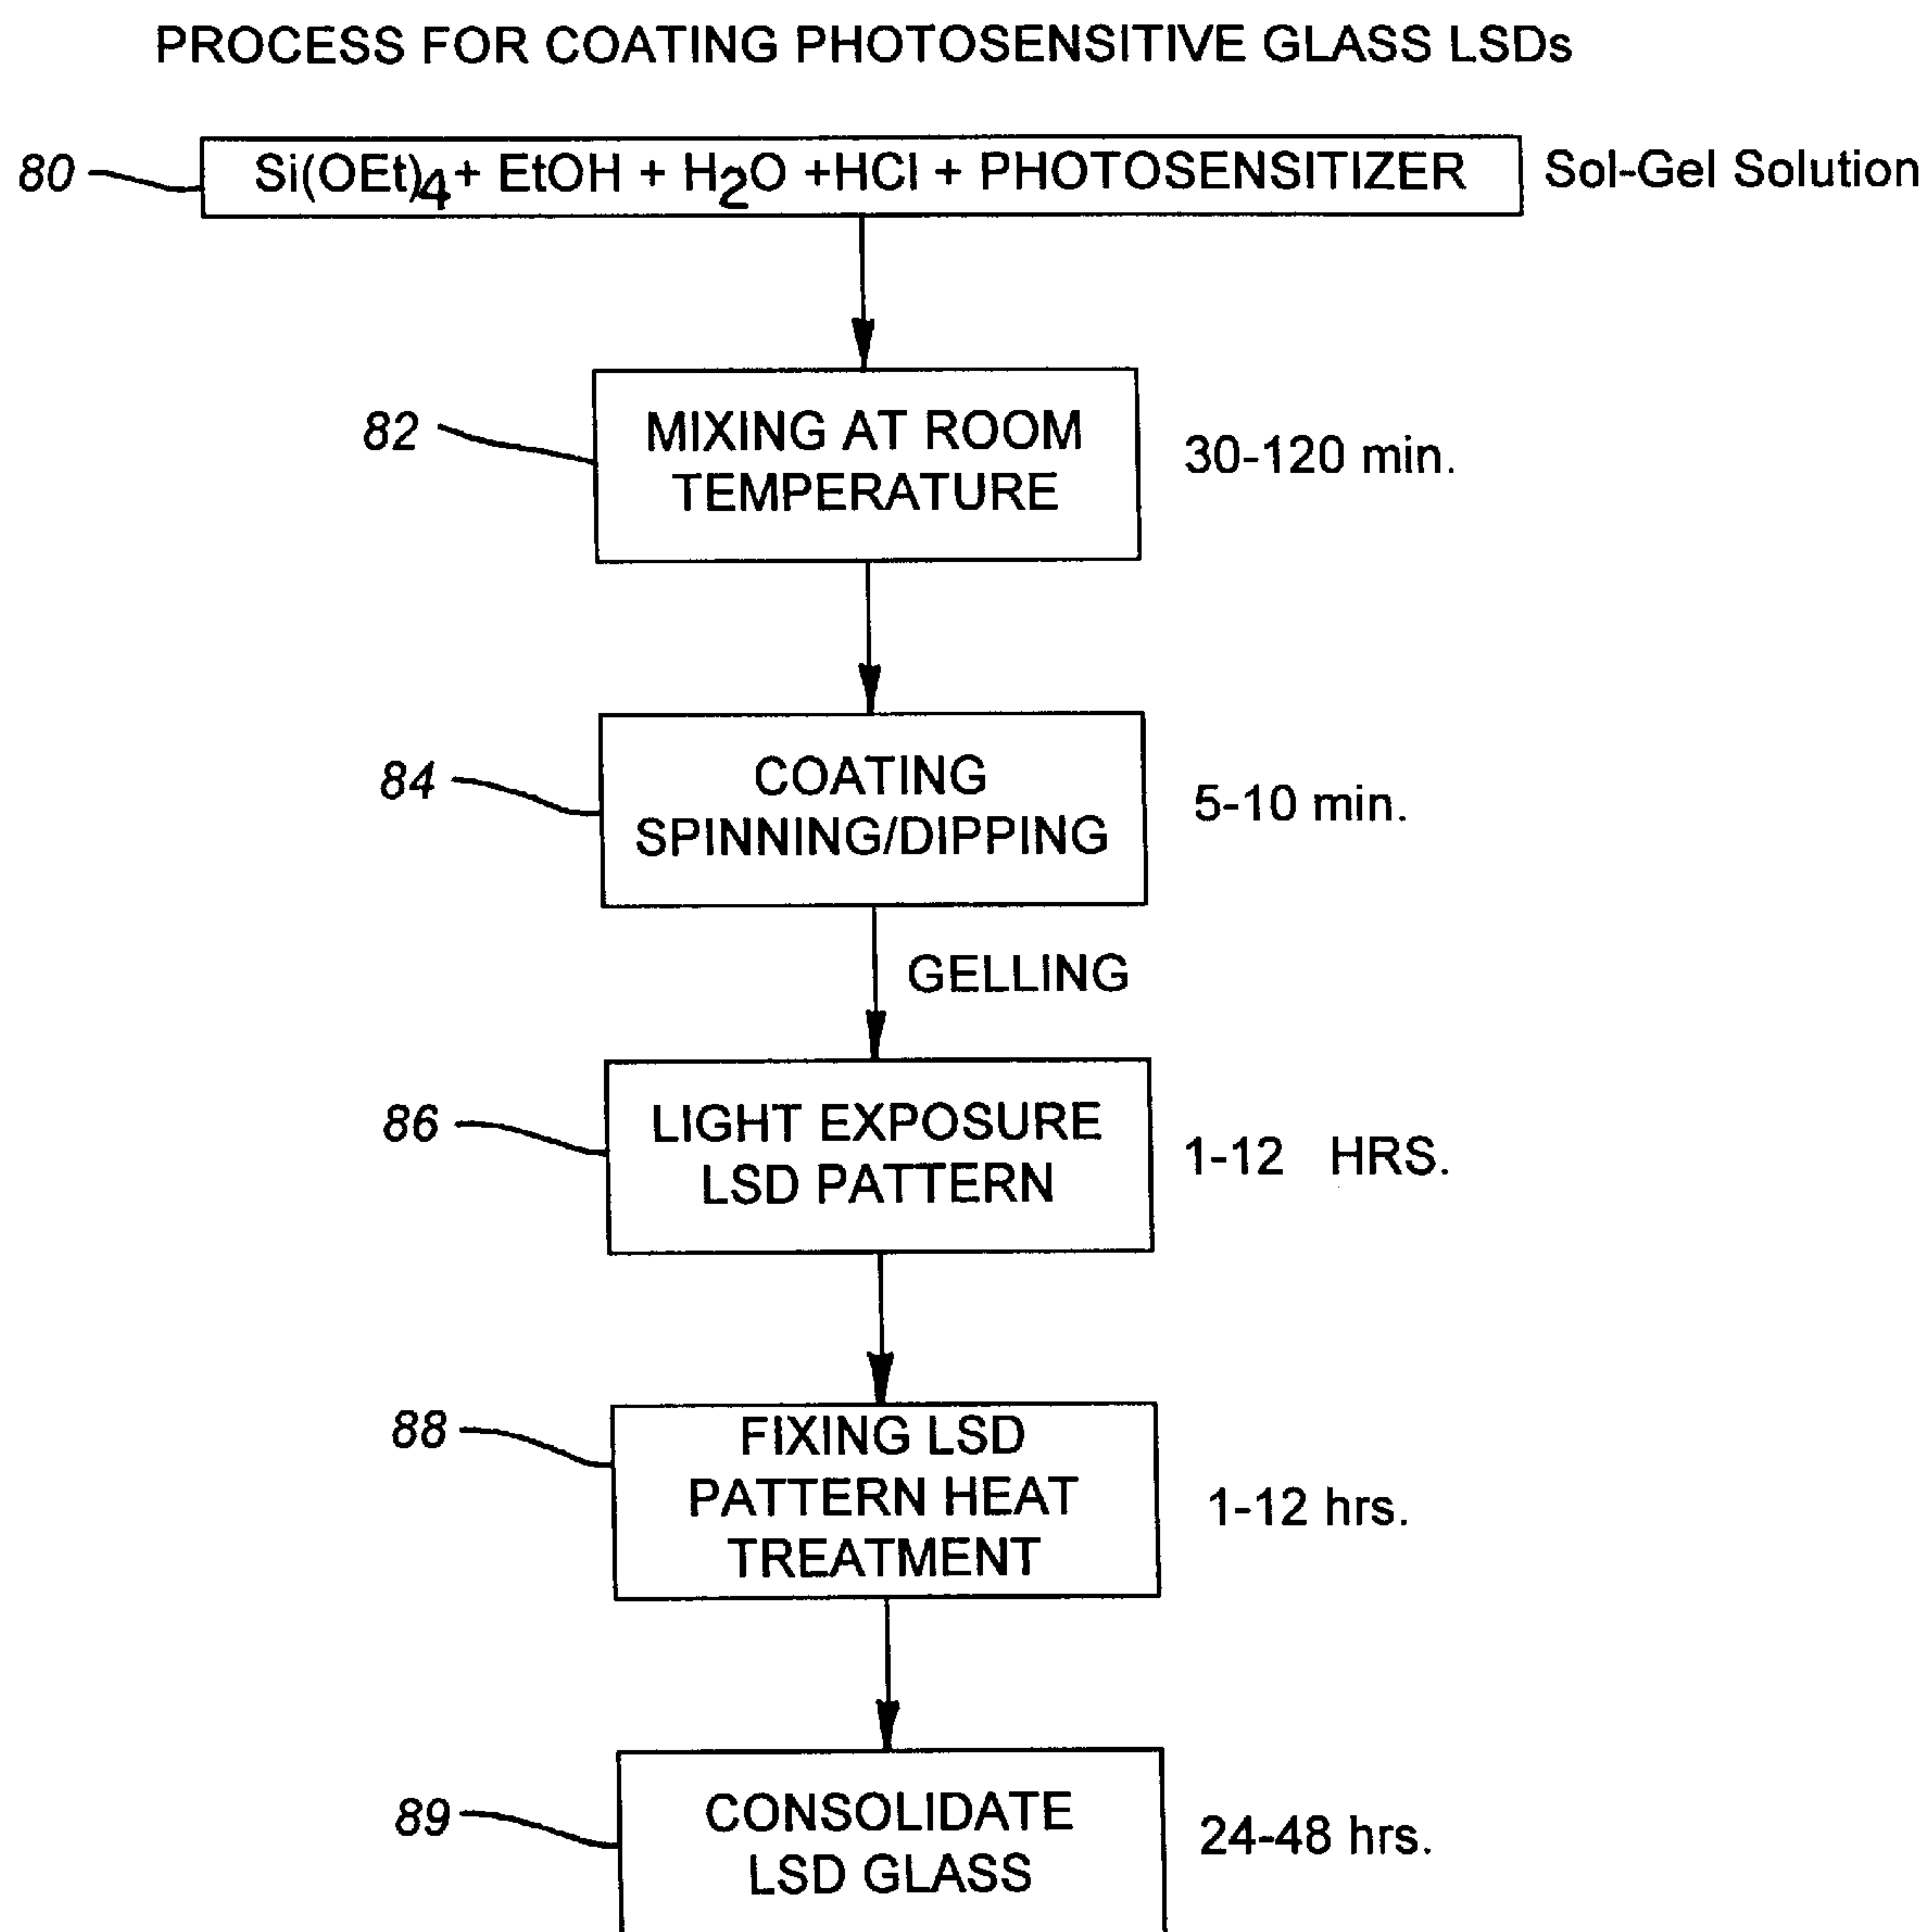 PROCESS FOR COATING PHOTOSENSITIVE GLASS LSDs
80 Si(OEt)4+ EtOH + H2O +HCl + PHOTOSENSITIZER Sol-Gel Solution
82 MIXING AT ROOM
TEMPERATURE
30-120 min.
84 COATING
SPINNING/DIPPING
5-10 min.
GELLING
86 LIGHT EXPOSURE
LSD PATTERN
1-12 HRS.
88 FIXING LSD
PATTERN HEAT
TREATMENT
1-12 hrs.
89 CONSOLIDATE
LSD GLASS
24-48 hrs.